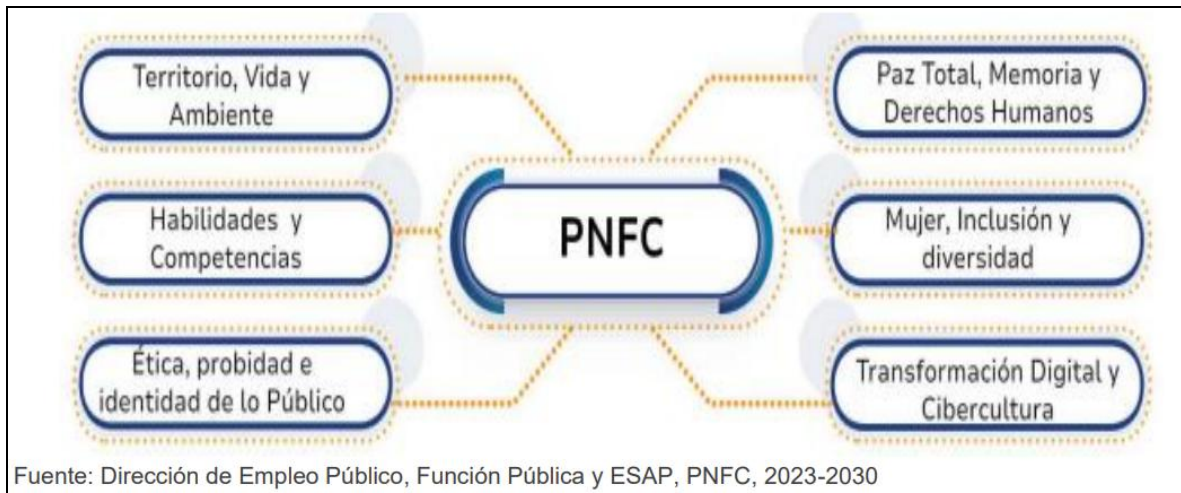 Territorio, Vida y
Ambiente
Paz Total, Memoria y
Derechos Humanos
Habilidades y
Competencias
PNFC
Mujer, Inclusión y
diversidad
Ética, probidad e
identidad de lo Público
Transformación Digital y
Cibercultura
Fuente: Dirección de Empleo Público, Función Pública y ESAP, PNFC, 2023-2030